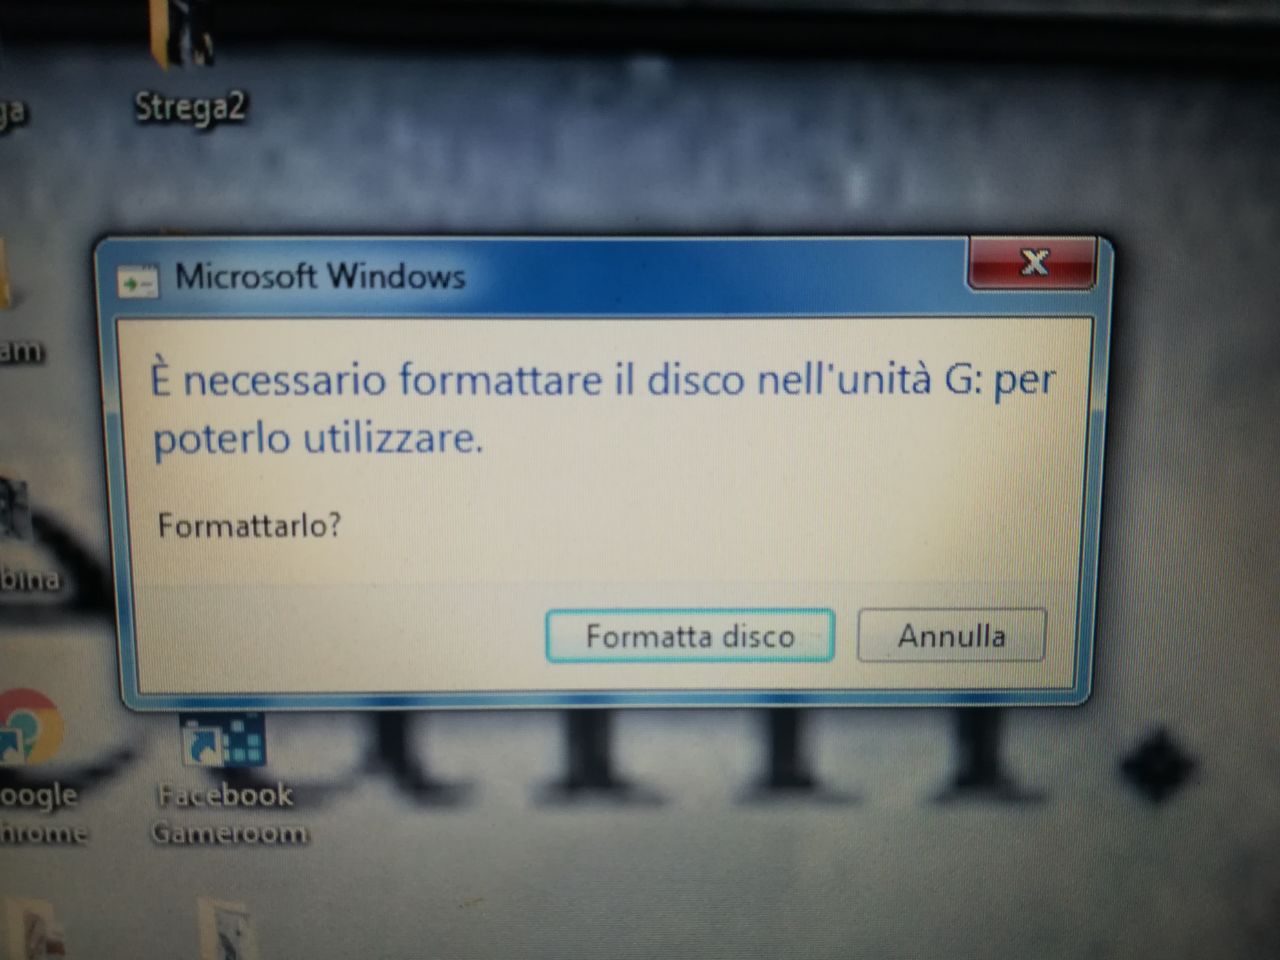 Strega2
Microsoft Windows
È necessario formattare il disco nell'unità G: per
poterlo utilizzare.
Formattarlo?
Formatta disco
Annulla
am
bina
oogle
hrome
Facebook
Gameroom